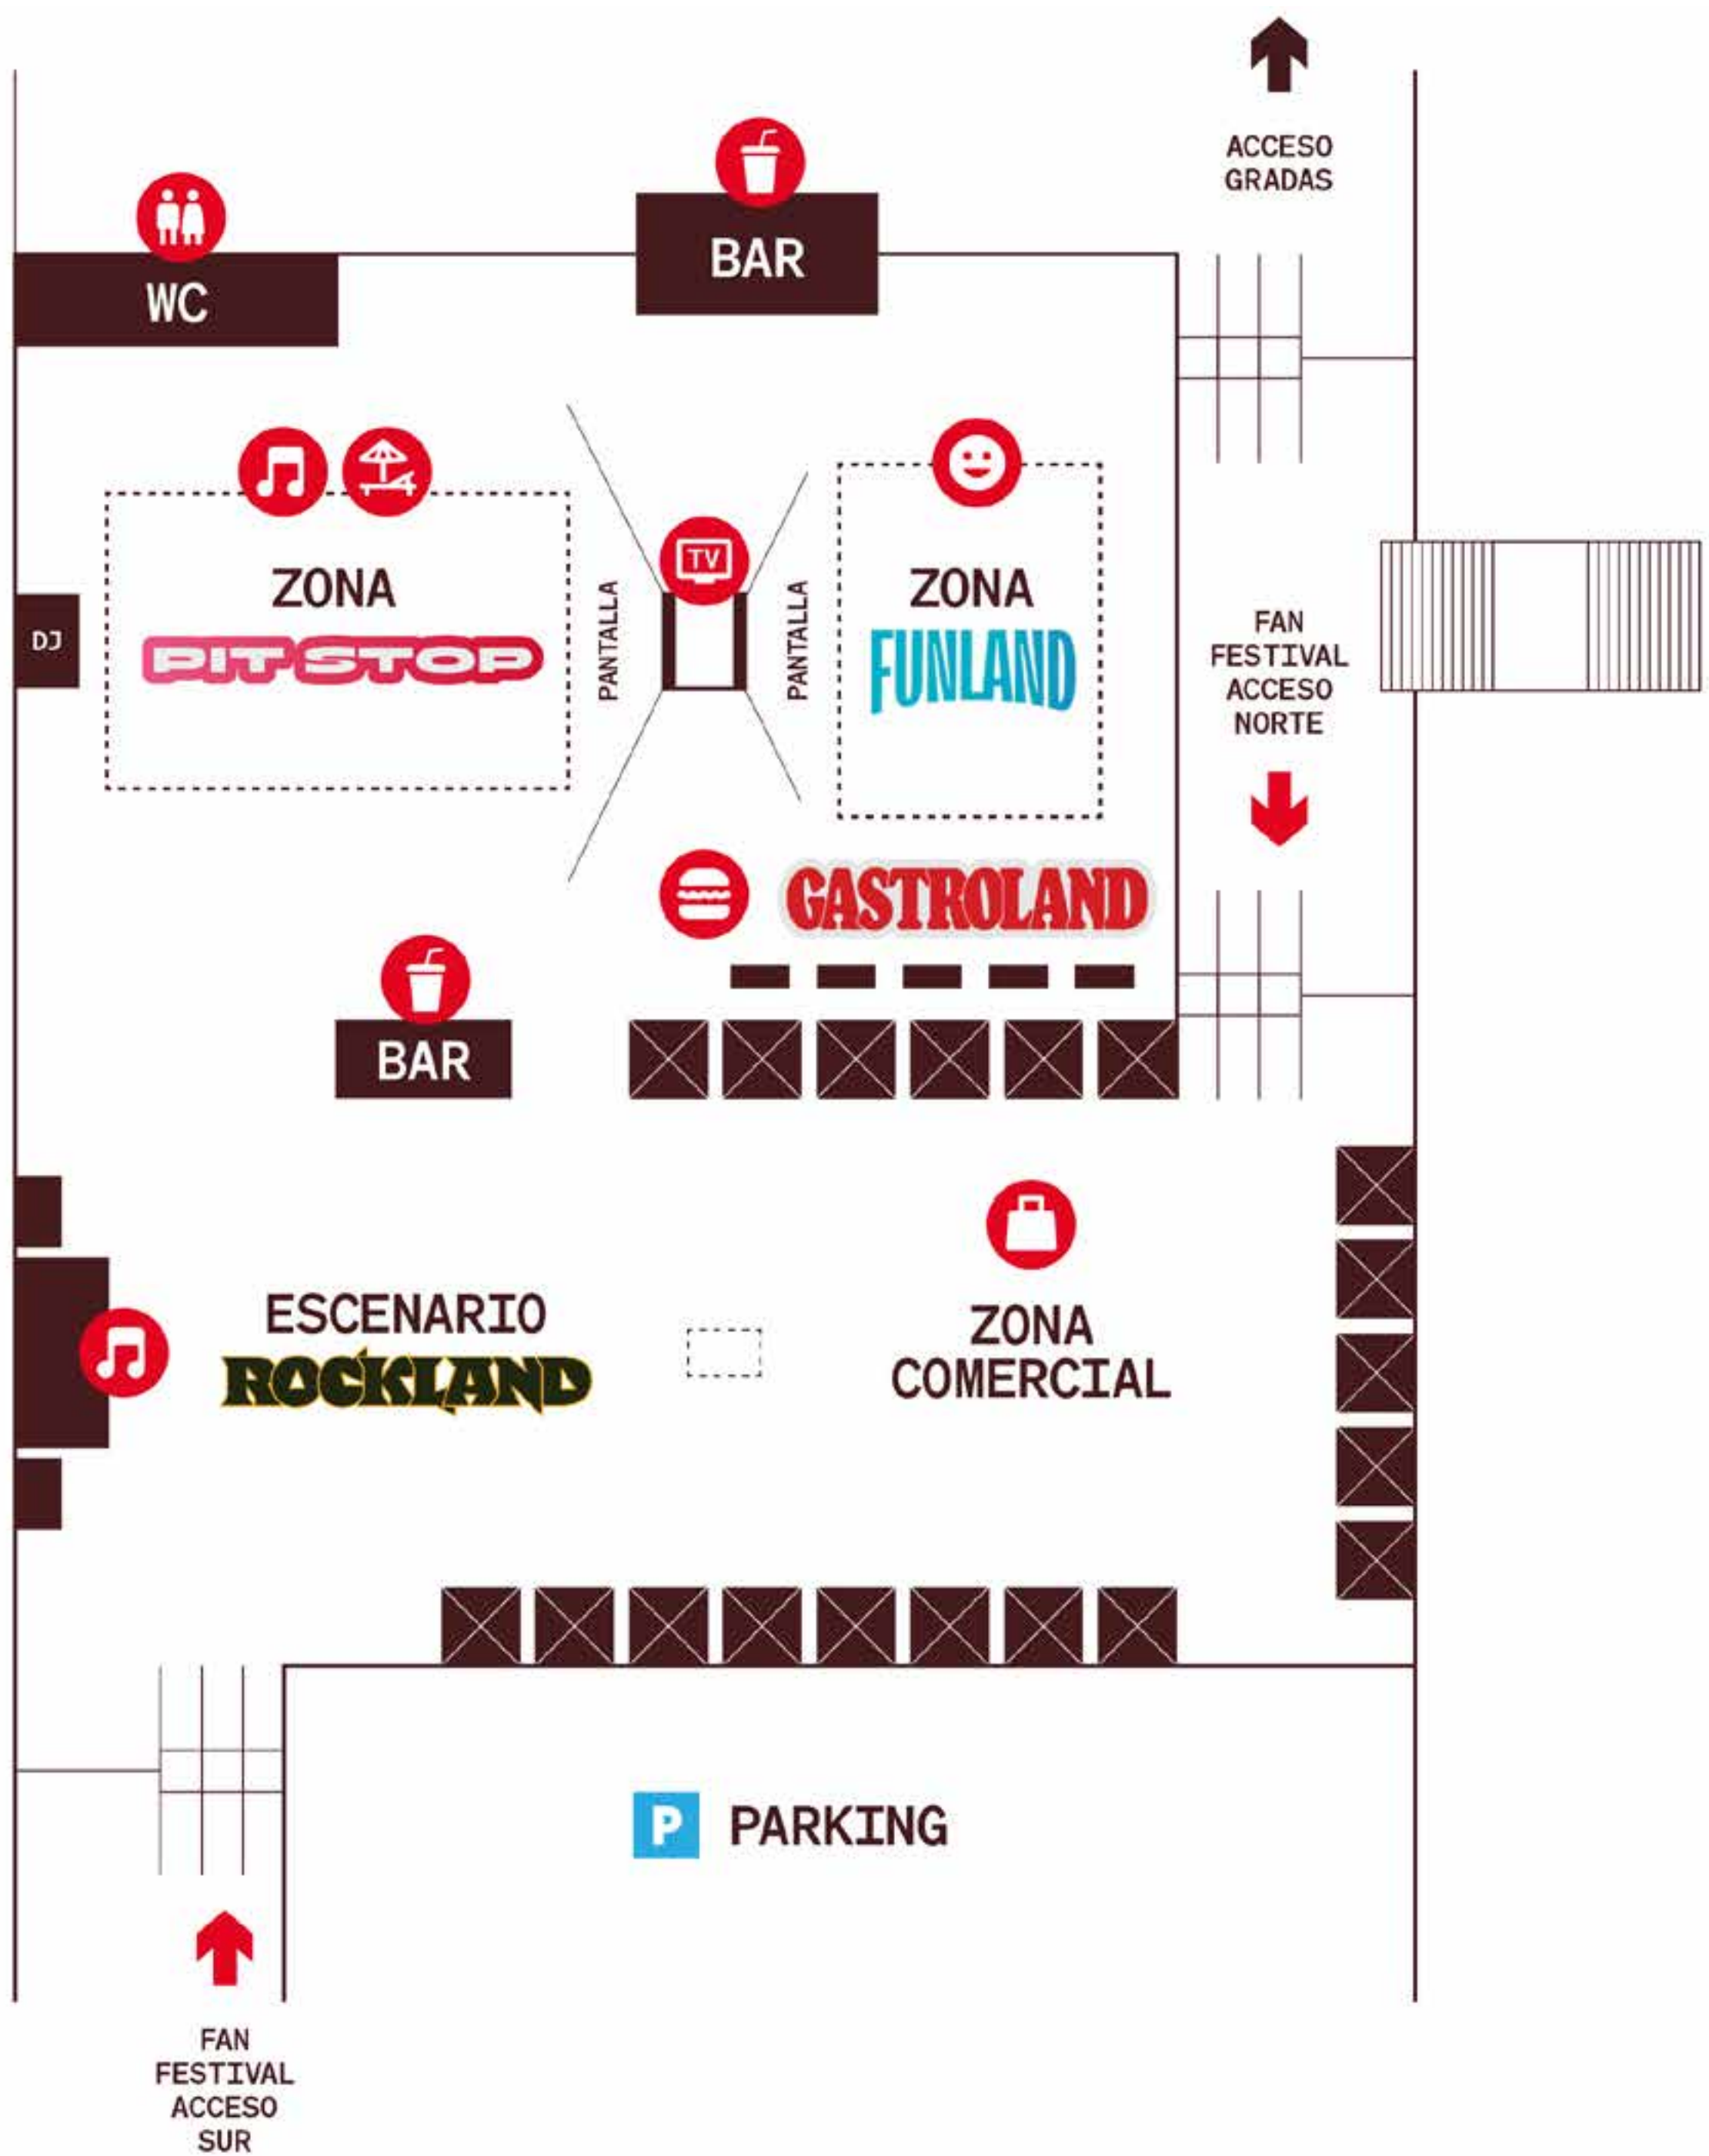 ACCESO
GRADAS
BAR
WC
TV
ZONA
PIT STOP
DJ
PANTALLA
PANTALLA
ZONA
FUNLAND
FAN
FESTIVAL
ACCESO
NORTE
GASTROLAND
BAR
ESCENARIO
ROCKLAND
ZONA
COMERCIAL
P PARKING
FAN
FESTIVAL
ACCESO
SUR